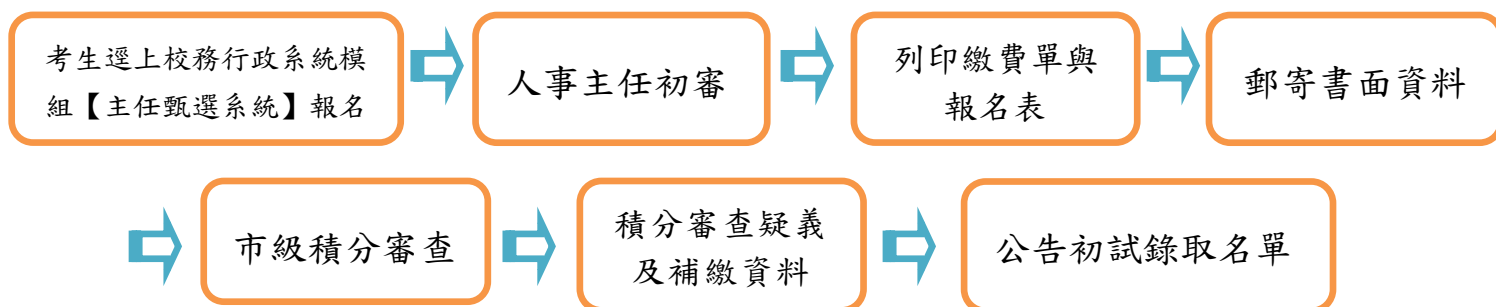 考生逕上校務行政系統模
組【主任甄選系統】報名
人事主任初審
列印繳費單與
報名表
郵寄書面資料
市級積分審查
積分審查疑義
及補繳資料
公告初試錄取名單